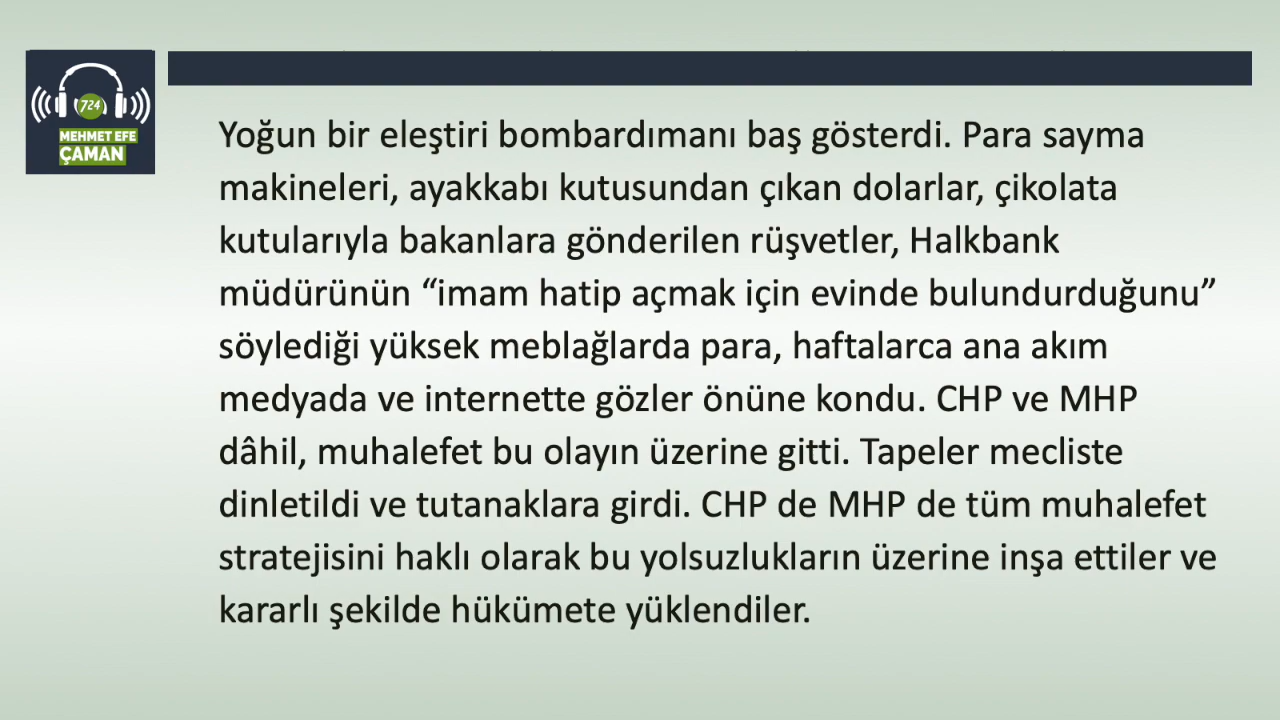 724
MEHMET EFE
ÇAMAN
Yoğun bir eleştiri bombardımanı baş gösterdi. Para sayma
makineleri, ayakkabı kutusundan çıkan dolarlar, çikolata
kutularıyla bakanlara gönderilen rüşvetler, Halkbank
müdürünün “imam hatip açmak için evinde bulundurduğunu”
söylediği yüksek meblağlarda para, haftalarca ana akım
medyada ve internette gözler önüne kondu. CHP ve MHP
dâhil, muhalefet bu olayın üzerine gitti. Tapeler mecliste
dinletildi ve tutanaklara girdi. CHP de MHP de tüm muhalefet
stratejisini haklı olarak bu yolsuzlukların üzerine inşa ettiler ve
kararlı şekilde hükümete yüklendiler.